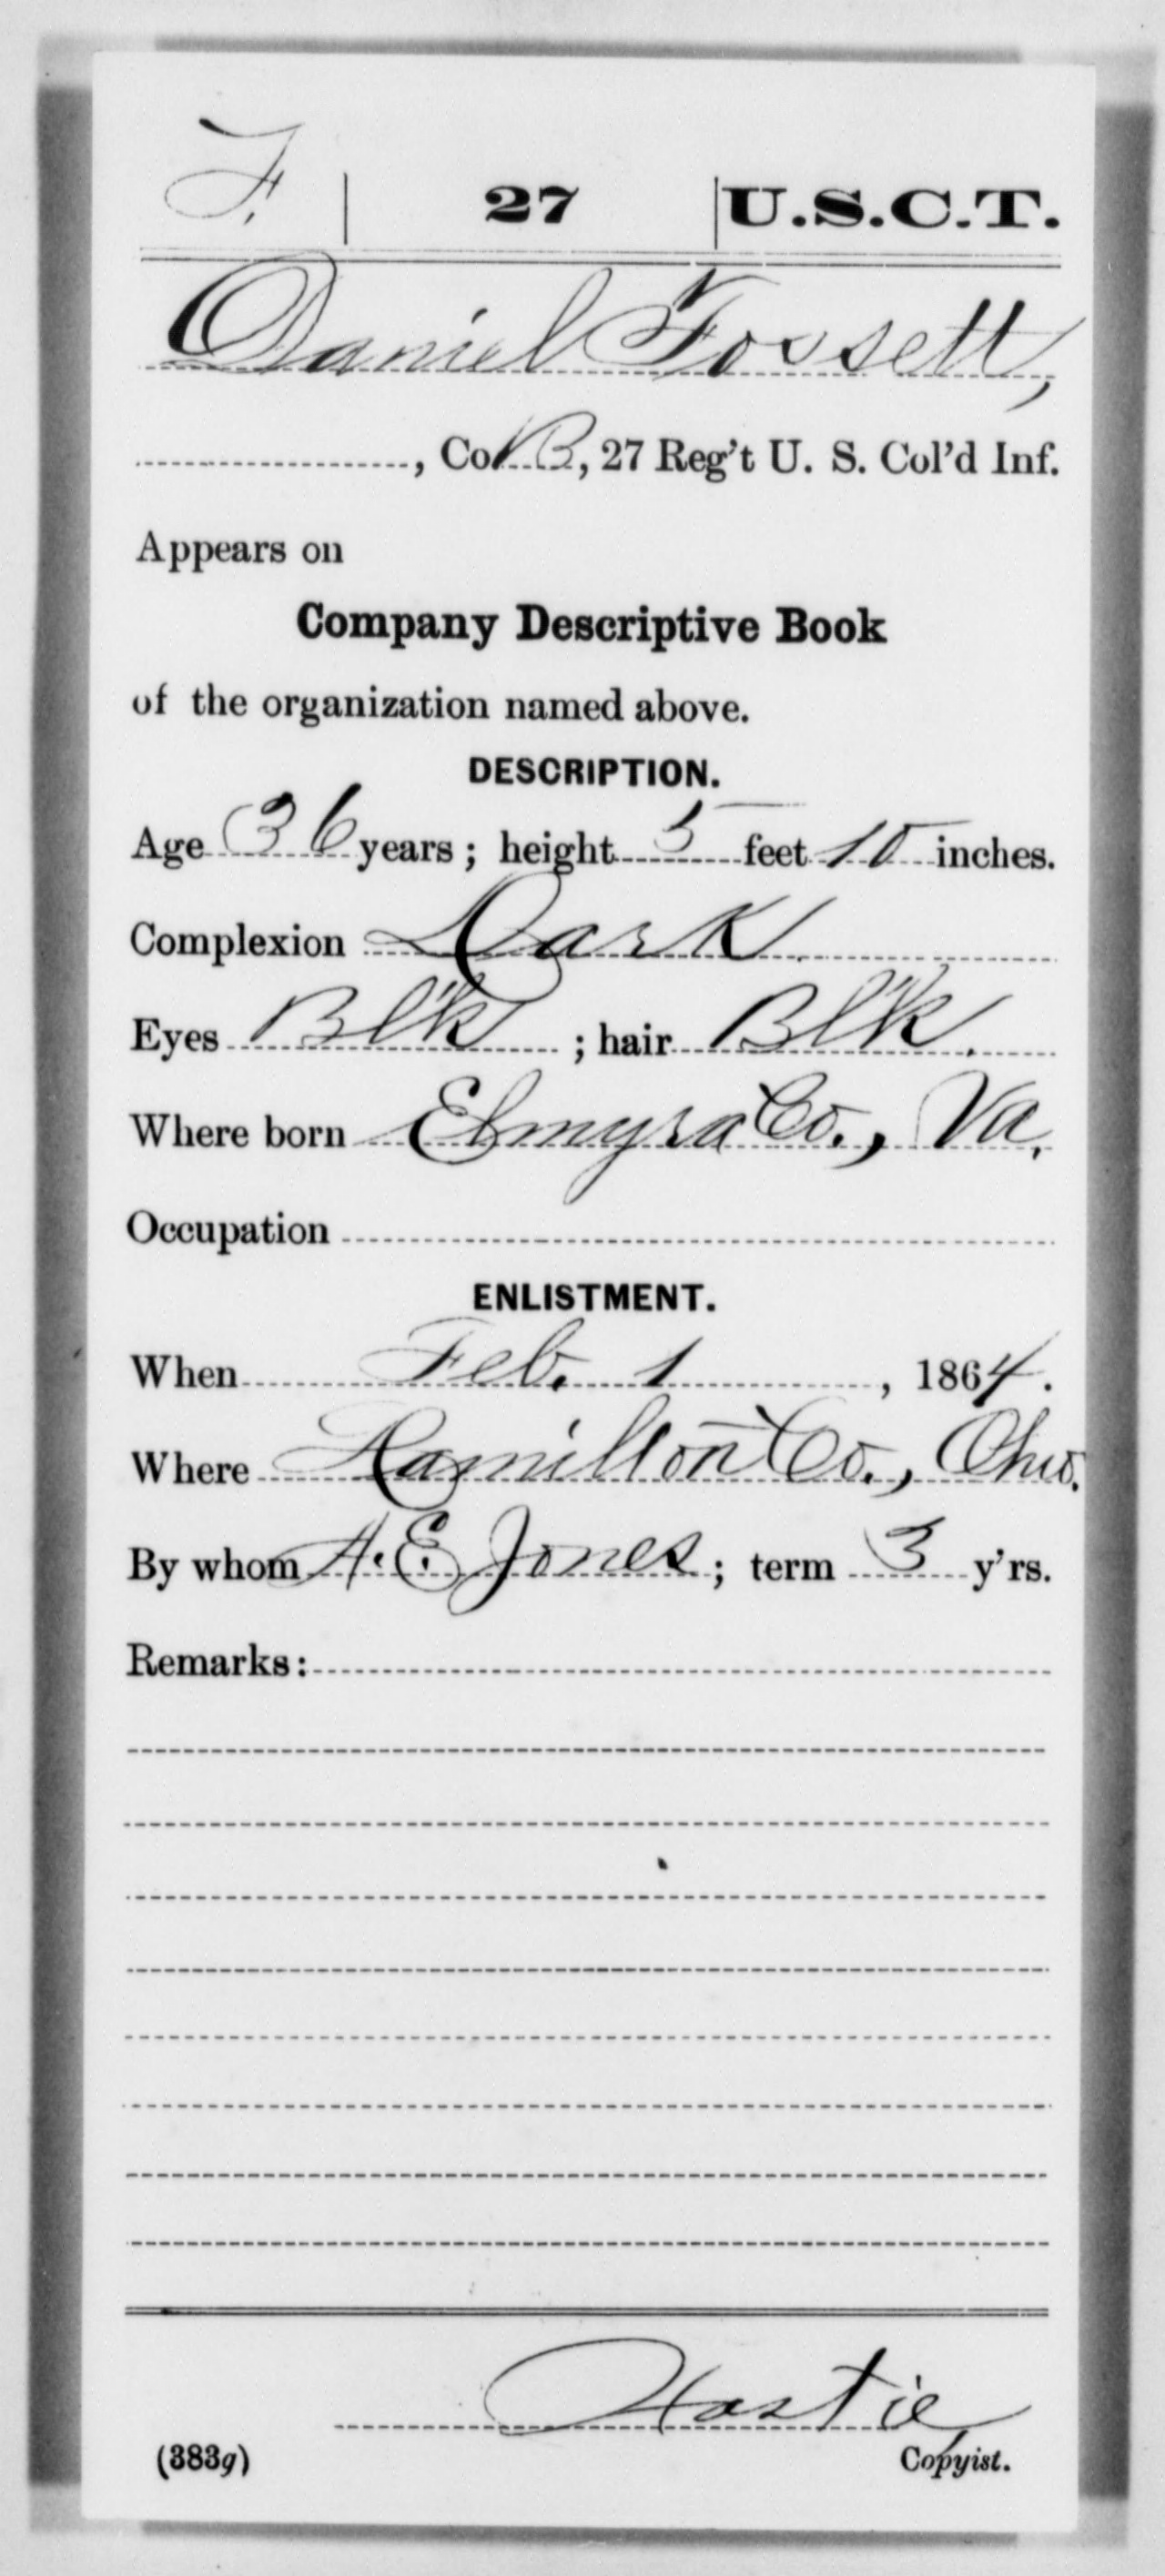 F. | 27 | U.S.C.T.
Daniel Fossett,
, Co. B, 27 Reg't U. S. Col'd Inf.
Appears on
Company Descriptive Book
of the organization named above.
DESCRIPTION.
Age 36 years; height 5 feet 10 inches.
Complexion Dark.
Eyes Bl'k ; hair Bl'k.
Where born Elmyra Co., Va.
Occupation
ENLISTMENT.
When Feb. 1, 1864.
Where Hamilton Co., Ohio.
By whom A. E. Jones; term 3 y'rs.
Remarks:
Hastie
(383g) Copyist.